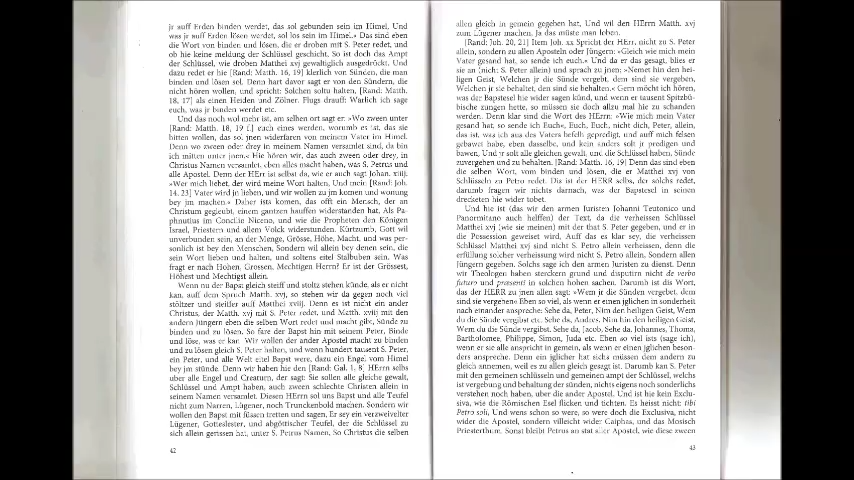 jr auff Erden binden werdet, das sol gebunden sein im Himel, Und
was jr auff Erden lösen werdet, sol los sein im Himel.« Das sind eben
die Wort von binden und lösen, die er droben mit S. Peter redet, und
ob hie keine meldung der Schlüssel geschicht, So ist doch das Ampt
der Schlüssel, wie droben Matthei xvj gewaltiglich ausgedrückt. Und
dazu redet er hie [Rand: Matth. 16, 19] klerlich von Sünden, die man
binden und lösen sol. Denn hart davor sagt er von den Sündern, die
nicht hören wollen, und spricht: Solchen soltu halten, [Rand: Matth.
18, 17] als einen Heiden und Zölner. Flugs drauff: Warlich ich sage
euch, was jr binden werdet etc.
Und das noch wol mehr ist, am selben ort sagt er: »Wo zween unter
[Rand: Matth. 18, 19 f.] euch eines werden, worumb es ist, das sie
bitten wollen, das sol jnen widerfaren von meinem Vater im Himel.
Denn wo zween oder drey in meinem Namen versamlet sind, da bin
ich mitten unter jnen.« Hie hören wir, das auch zween oder drey, in
Christus Namen versamlet, eben alles macht haben, was S. Petrus und
alle Apostel. Denn der HErr ist selbst da, wie er auch sagt Johan. xiiij.
»Wer mich liebet, der wird meine Wort halten, Und mein [Rand: Joh.
14, 23] Vater wird jn lieben, und wir wollen zu jm komen und wonung
bey jm machen.« Daher ists komen, das offt ein Mensch, der an
Christum gegleubt, einem gantzen hauffen widerstanden hat, Als Pa-
phnutius im Concilio Niceno, und wie die Propheten den Königen
Israel, Priestern und allem Volck widerstunden. Kürtzumb, Gott wil
unverbunden sein, an der Menge, Grösse, Höhe, Macht, und was per-
sonlich ist bey den Menschen, Sondern wil allein bey denen sein, die
sein Wort lieben und halten, und soltens eitel Stalbuben sein. Was
fragt er nach Hohen, Grossen, Mechtigen Herrn? Er ist der Grössest,
Höhest und Mechtigst allein.
Wenn nu der Bapst gleich steiff und stoltz stehen künde, als er nicht
kan, auff dem Spruch Matth. xvj, so stehen wir da gegen noch viel
stöltzer und steiffer auff Matthei xviij. Denn es ist nicht ein ander
Christus, der Matth. xvj mit S. Peter redet, und Matth. xviij mit den
andern Jüngern eben die selben Wort redet und macht gibt, Sünde zu
binden und zu lösen. So fare der Bapst hin mit seinem Peter, Binde
und löse, was er kan. Wir wollen der ander Apostel macht zu binden
und zu lösen gleich S. Peter halten, und wenn hundert tausent S. Peter,
ein Peter, und alle Welt eitel Bapst were, dazu ein Engel vom Himel
bey jm stünde. Denn wir haben hie den [Rand: Gal. 1, 8] HErrn selbs
uber alle Engel und Creaturn, der sagt: Sie sollen alle gleiche gewalt,
Schlüssel und Ampt haben, auch zween schlechte Christen allein in
seinem Namen versamlet. Diesen HErrn sol uns Bapst und alle Teufel
nicht zum Narren, Lügener, noch Trunckenbold machen. Sondern wir
wollen den Bapst mit füssen tretten und sagen, Er sey ein verzweivelter
Lügener, Gotteslester, und abgöttischer Teufel, der die Schlüssel zu
sich allein gerissen hat, unter S. Petrus Namen, So Christus die selben
42
allen gleich in gemein gegeben hat, Und wil den HErrn Matth. xvj
zum Lügener machen. Ja das müste man loben.
[Rand: Joh. 20, 21] Item Joh. xx Spricht der HErr, nicht zu S. Peter
allein, sondern zu allen Aposteln oder Jüngern: »Gleich wie mich mein
Vater gesand hat, so sende ich euch.« Und da er das gesagt, blies er
sie an (nicht S. Peter allein) und sprach zu jnen: »Nemet hin den hei-
ligen Geist, Welchen jr die Sünde vergebt, dem sind sie vergeben,
Welchen jr sie behaltet, den sind sie behalten.« Gern möcht ich hören,
was der Bapstesel hie wider sagen künd, und wenn er tausent Spitzbü-
bische zungen hette, so müssen sie doch allzu mal hie zu schanden
werden. Denn klar sind die Wort des HErrn: »Wie mich mein Vater
gesand hat, so sende ich Euch«, Euch, Euch, nicht dich, Peter, allein,
das ist, was ich aus des Vaters befelh gepredigt, und auff mich felsen
gebawet habe, eben dasselbe, und kein anders solt jr predigen und
bawen, Und jr solt alle gleichen gewalt, und die Schlüssel haben, Sünde
zuvergeben und zu behalten. [Rand: Matth. 16, 19] Denn das sind eben
die selben Wort, vom binden und lösen, die er Matthei xvj von
Schlüsseln zu Petro redet. Dis ist der HERR selbs, der solchs redet,
darumb fragen wir nichts darnach, was der Bapstesel in seinen
drecketen hie wider tobet.
Und hie ist (das wir den armen Juristen Johanni Teutonico und
Panormitano auch helffen) der Text, da die verheissen Schlüssel
Matthei xvj (wie sie meinen) mit der that S. Peter gegeben, und er in
die Possession geweiset wird, Auff das es klar sey, die verheissen
Schlüssel Matthei xvj sind nicht S. Petro allein verheissen, denn die
erfüllung solcher verheissung wird nicht S. Petro allein, Sondern allen
Jüngern gegeben. Solchs sage ich den armen Juristen zu dienst. Denn
wir Theologen haben sterckern grund und disputirn nicht de verbo
futuro und praesenti in solchen hohen sachen. Darumb ist dis Wort,
das der HERR zu jnen allen sagt: »Wem jr die Sünden vergebet, dem
sind sie vergeben« Eben so viel, als wenn er einem jglichen in sonderheit
nach einander spreche: Sehe da, Peter, Nim den heiligen Geist, Wem
du die Sünde vergibst etc. Sehe da, Andres, Nim hin den heiligen Geist,
Wem du die Sünde vergibst. Sehe da, Jacob, Sehe da, Johannes, Thoma,
Bartholomee, Philippe, Simon, Juda etc. Eben so viel ists (sage ich),
wenn er sie alle anspricht in gemein, als wenn er einen jglichen beson-
ders anspreche. Denn ein jglicher hat sichs müssen dem andern zu
gleich annemen, weil es zu allen gleich gesagt ist. Darumb kan S. Peter
mit den gemeinen schlüsseln und gemeinem ampt der Schlüssel, welchs
ist vergebung und behaltung der sünden, nichts eigens noch sonderlichs
verstehen noch haben, uber die ander Apostel. Und ist hie kein Exclu-
siva, wie die Römischen Esel flicken und tichten. Es heisst nicht: tibi
Petro soli, Und wens schon so were, so were doch die Exclusiva, nicht
wider die Apostel, sondern villeicht wider Caiphas, und das Mosisch
Priesterthum. Sonst bleibt Petrus an stat aller Apostel, wie diese zween
43